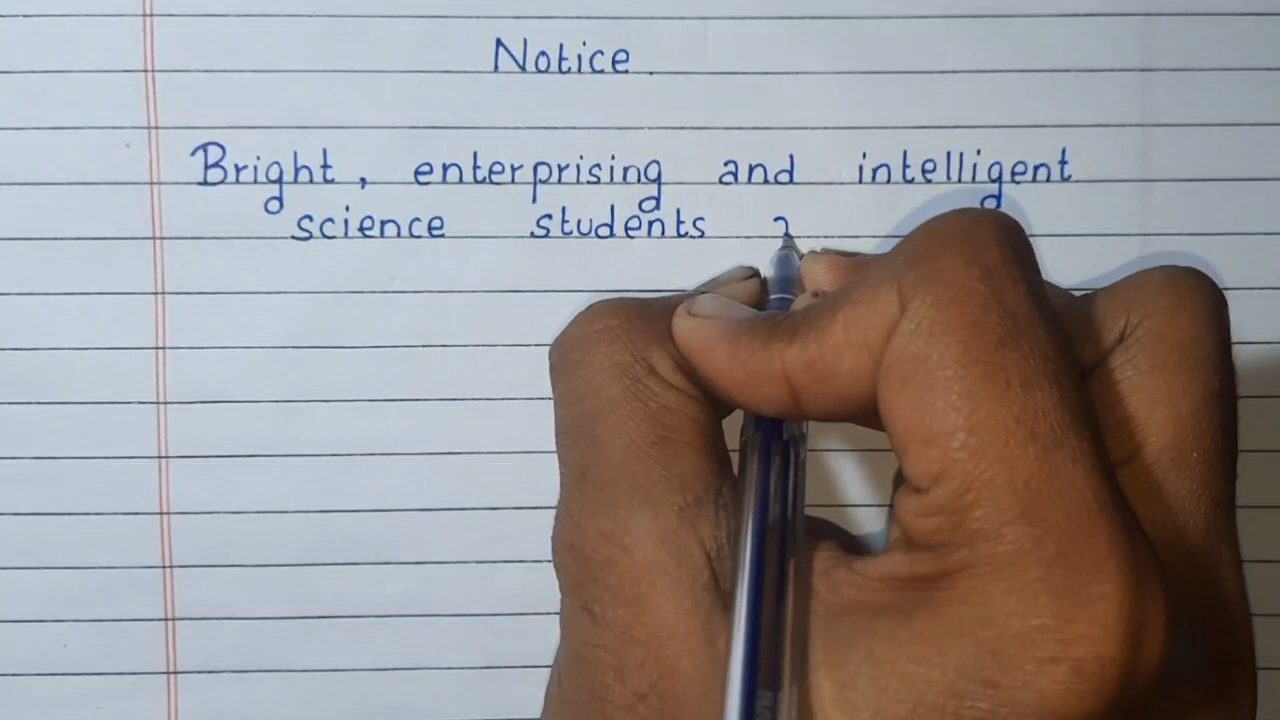 Notice
Bright, enterprising and intelligent
science students